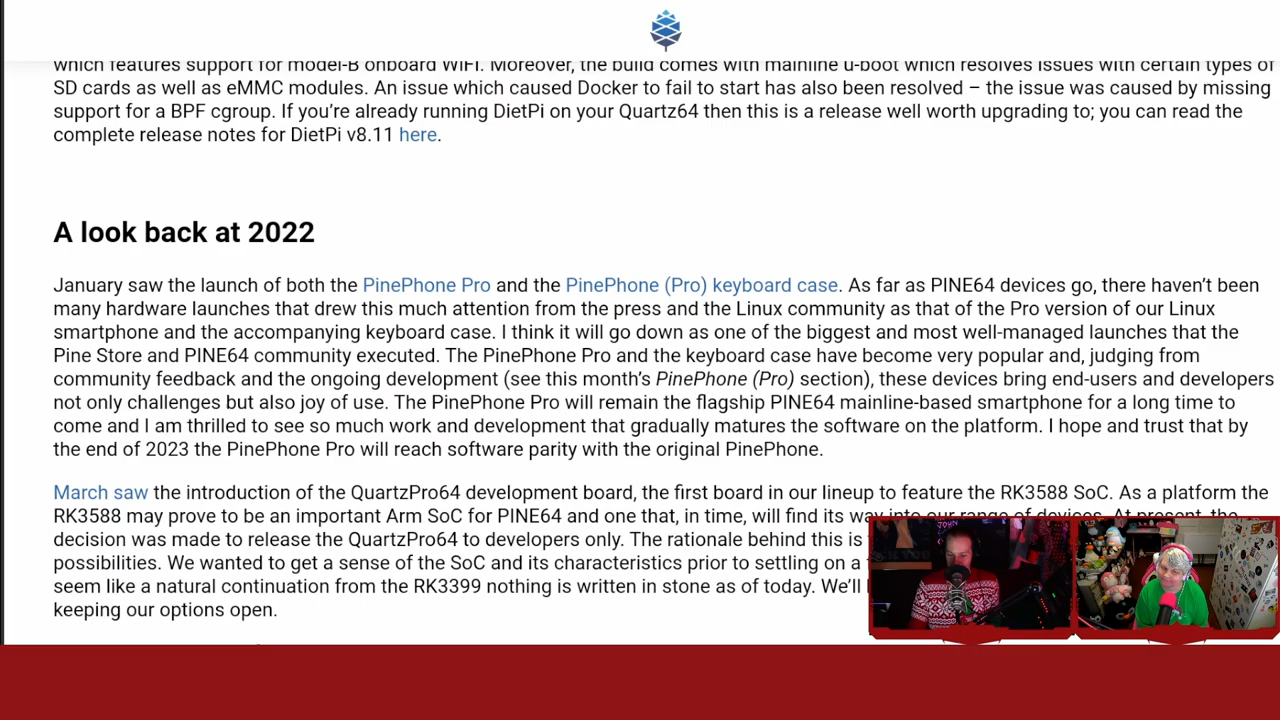 which features support for model-B onboard WIFI. Moreover, the build comes with mainline u-boot which resolves issues with certain types of
SD cards as well as eMMC modules. An issue which caused Docker to fail to start has also been resolved – the issue was caused by missing
support for a BPF cgroup. If you’re already running DietPi on your Quartz64 then this is a release well worth upgrading to; you can read the
complete release notes for DietPi v8.11 here.
A look back at 2022
January saw the launch of both the PinePhone Pro and the PinePhone (Pro) keyboard case. As far as PINE64 devices go, there haven’t been
many hardware launches that drew this much attention from the press and the Linux community as that of the Pro version of our Linux
smartphone and the accompanying keyboard case. I think it will go down as one of the biggest and most well-managed launches that the
Pine Store and PINE64 community executed. The PinePhone Pro and the keyboard case have become very popular and, judging from
community feedback and the ongoing development (see this month’s PinePhone (Pro) section), these devices bring end-users and developers
not only challenges but also joy of use. The PinePhone Pro will remain the flagship PINE64 mainline-based smartphone for a long time to
come and I am thrilled to see so much work and development that gradually matures the software on the platform. I hope and trust that by
the end of 2023 the PinePhone Pro will reach software parity with the original PinePhone.
March saw the introduction of the QuartzPro64 development board, the first board in our lineup to feature the RK3588 SoC. As a platform the
RK3588 may prove to be an important Arm SoC for PINE64 and one that, in time, will find its way into our range of devices. At present, the
decision was made to release the QuartzPro64 to developers only. The rationale behind this is
possibilities. We wanted to get a sense of the SoC and its characteristics prior to settling on a
seem like a natural continuation from the RK3399 nothing is written in stone as of today. We’ll
keeping our options open.
JOHN